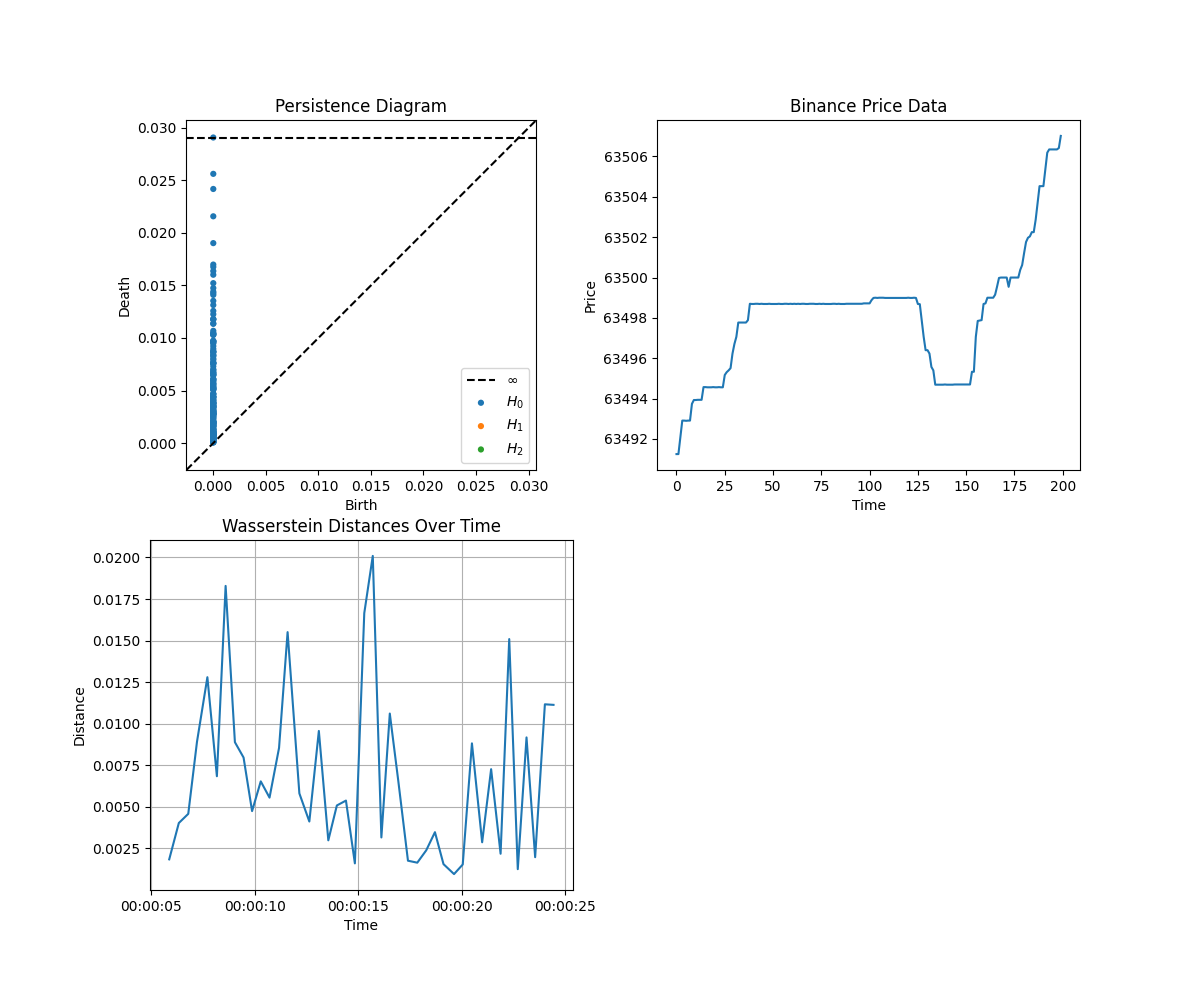 Persistence Diagram
0.030
0.025
0.020
0.015
0.010
0.005
0.000
Death
∞
H₀
H₁
H₂
0.000 0.005 0.010 0.015 0.020 0.025 0.030
Birth
Binance Price Data
63506
63504
63502
63500
63498
63496
63494
63492
Price
0 25 50 75 100 125 150 175 200
Time
Wasserstein Distances Over Time
0.0200
0.0175
0.0150
0.0125
0.0100
0.0075
0.0050
0.0025
Distance
00:00:05 00:00:10 00:00:15 00:00:20 00:00:25
Time